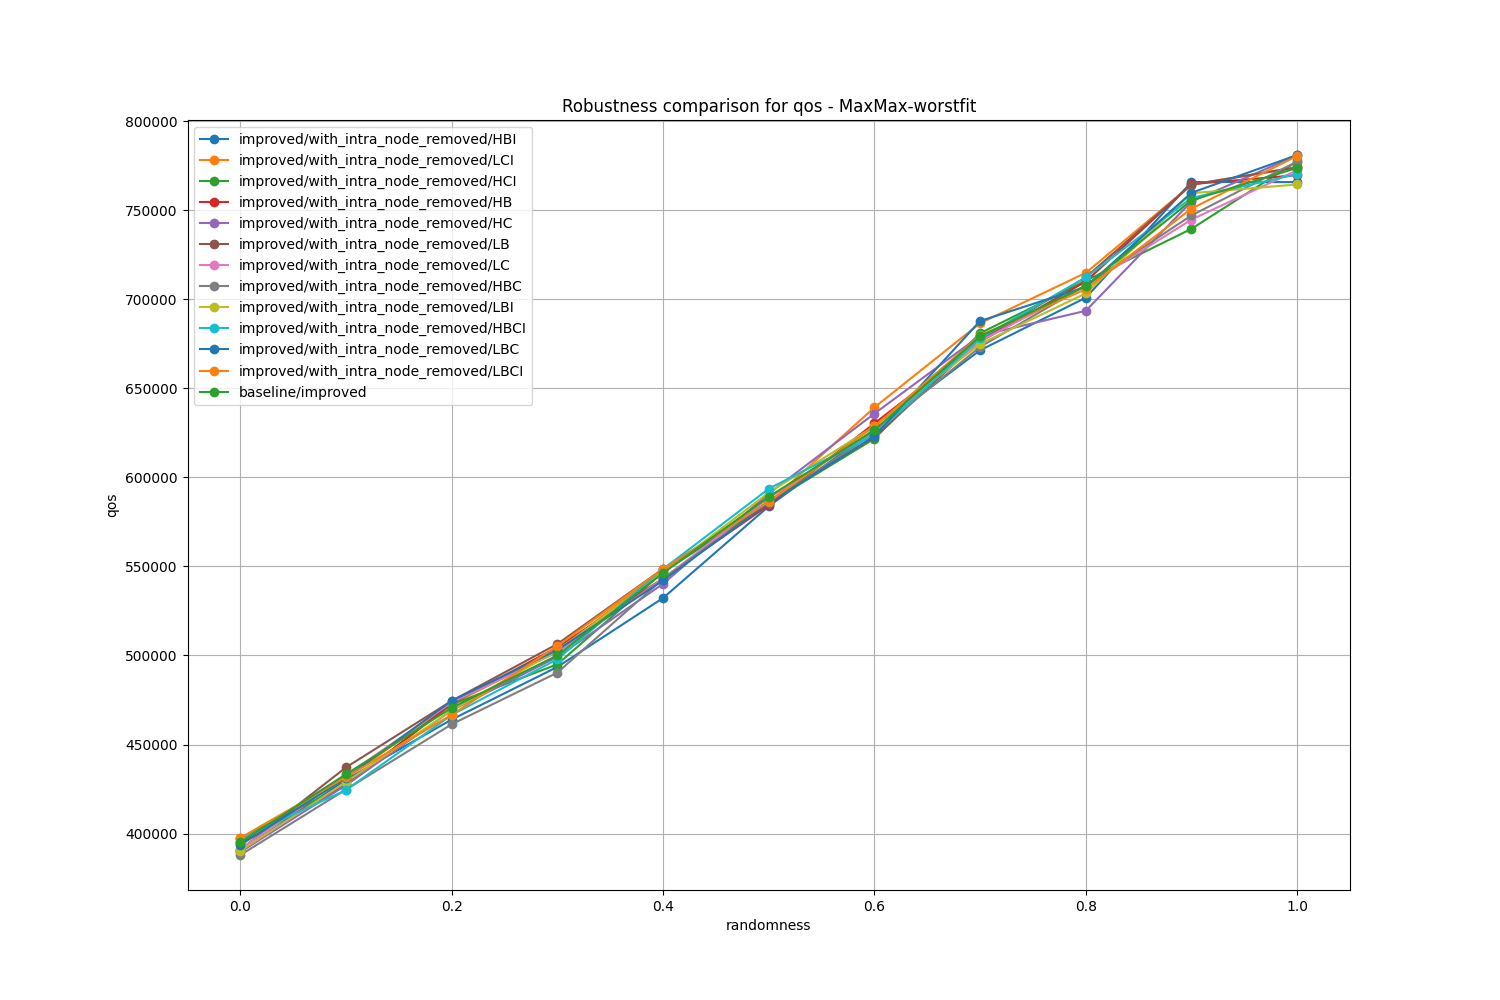 Robustness comparison for qos - MaxMax-worstfit
800000
750000
700000
650000
600000
550000
500000
450000
400000
qos
improved/with_intra_node_removed/HBI
improved/with_intra_node_removed/LCI
improved/with_intra_node_removed/HCI
improved/with_intra_node_removed/HB
improved/with_intra_node_removed/HC
improved/with_intra_node_removed/LB
improved/with_intra_node_removed/LC
improved/with_intra_node_removed/HBC
improved/with_intra_node_removed/LBI
improved/with_intra_node_removed/HBCI
improved/with_intra_node_removed/LBC
improved/with_intra_node_removed/LBCI
baseline/improved
0.0 0.2 0.4 0.6 0.8 1.0
randomness